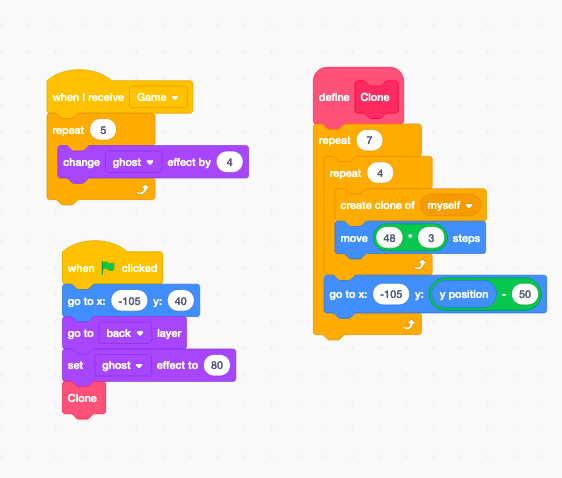 when I receive Game
repeat 5
change ghost effect by 4
when clicked
go to x: -105 y: 40
go to back layer
set ghost effect to 80
Clone
define Clone
repeat 7
repeat 4
create clone of myself
move 48 * 3 steps
go to x: -105 y: y position - 50